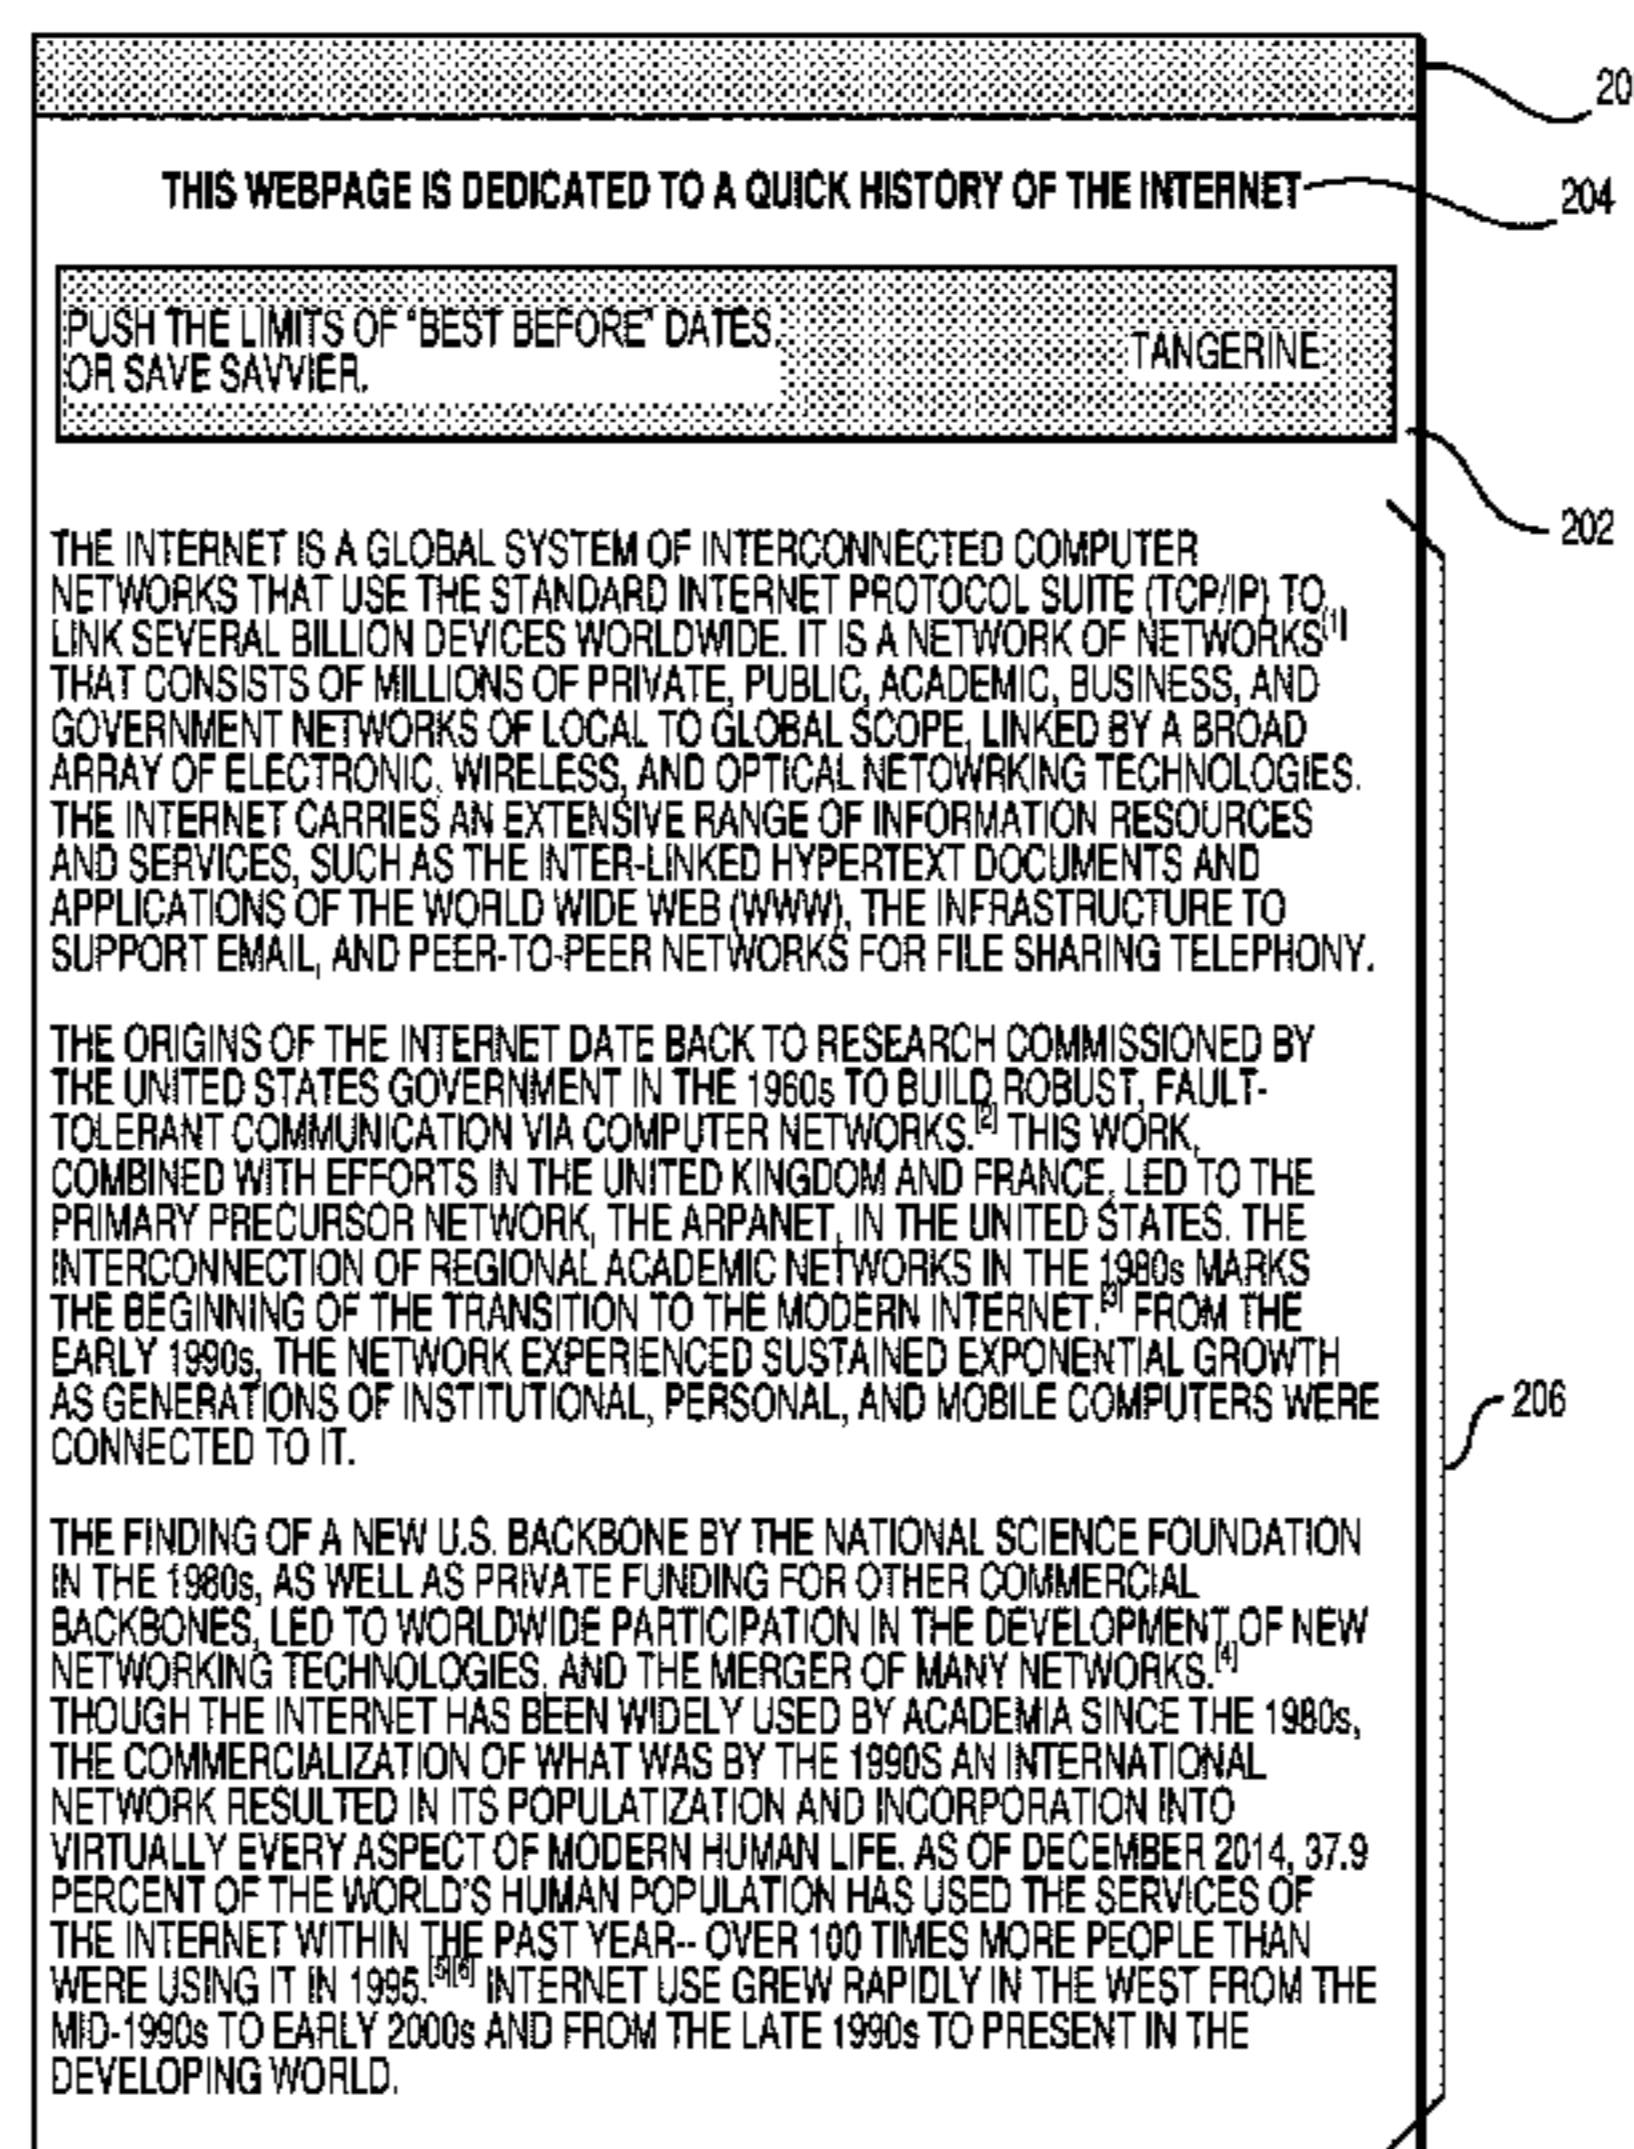 20
THIS WEBPAGE IS DEDICATED TO A QUICK HISTORY OF THE INTERNET
204
PUSH THE LIMITS OF "BEST BEFORE" DATES.
OR SAVE SAVVIER.
TANGERINE
202
THE INTERNET IS A GLOBAL SYSTEM OF INTERCONNECTED COMPUTER
NETWORKS THAT USE THE STANDARD INTERNET PROTOCOL SUITE (TCP/IP) TO
LINK SEVERAL BILLION DEVICES WORLDWIDE. IT IS A NETWORK OF NETWORKS[1]
THAT CONSISTS OF MILLIONS OF PRIVATE, PUBLIC, ACADEMIC, BUSINESS, AND
GOVERNMENT NETWORKS OF LOCAL TO GLOBAL SCOPE, LINKED BY A BROAD
ARRAY OF ELECTRONIC, WIRELESS, AND OPTICAL NETOWRKING TECHNOLOGIES.
THE INTERNET CARRIES AN EXTENSIVE RANGE OF INFORMATION RESOURCES
AND SERVICES, SUCH AS THE INTER-LINKED HYPERTEXT DOCUMENTS AND
APPLICATIONS OF THE WORLD WIDE WEB (WWW), THE INFRASTRUCTURE TO
SUPPORT EMAIL, AND PEER-TO-PEER NETWORKS FOR FILE SHARING TELEPHONY.
THE ORIGINS OF THE INTERNET DATE BACK TO RESEARCH COMMISSIONED BY
THE UNITED STATES GOVERNMENT IN THE 1960s TO BUILD ROBUST, FAULT-
TOLERANT COMMUNICATION VIA COMPUTER NETWORKS.[2] THIS WORK,
COMBINED WITH EFFORTS IN THE UNITED KINGDOM AND FRANCE, LED TO THE
PRIMARY PRECURSOR NETWORK, THE ARPANET, IN THE UNITED STATES. THE
INTERCONNECTION OF REGIONAL ACADEMIC NETWORKS IN THE 1980s MARKS
THE BEGINNING OF THE TRANSITION TO THE MODERN INTERNET.[3] FROM THE
EARLY 1990s, THE NETWORK EXPERIENCED SUSTAINED EXPONENTIAL GROWTH
AS GENERATIONS OF INSTITUTIONAL, PERSONAL, AND MOBILE COMPUTERS WERE
CONNECTED TO IT.
206
THE FINDING OF A NEW U.S. BACKBONE BY THE NATIONAL SCIENCE FOUNDATION
IN THE 1980s, AS WELL AS PRIVATE FUNDING FOR OTHER COMMERCIAL
BACKBONES, LED TO WORLDWIDE PARTICIPATION IN THE DEVELOPMENT OF NEW
NETWORKING TECHNOLOGIES, AND THE MERGER OF MANY NETWORKS.[4]
THOUGH THE INTERNET HAS BEEN WIDELY USED BY ACADEMIA SINCE THE 1980s,
THE COMMERCIALIZATION OF WHAT WAS BY THE 1990S AN INTERNATIONAL
NETWORK RESULTED IN ITS POPULATIZATION AND INCORPORATION INTO
VIRTUALLY EVERY ASPECT OF MODERN HUMAN LIFE. AS OF DECEMBER 2014, 37.9
PERCENT OF THE WORLD'S HUMAN POPULATION HAS USED THE SERVICES OF
THE INTERNET WITHIN THE PAST YEAR-- OVER 100 TIMES MORE PEOPLE THAN
WERE USING IT IN 1995.[5][6] INTERNET USE GREW RAPIDLY IN THE WEST FROM THE
MID-1990s TO EARLY 2000s AND FROM THE LATE 1990s TO PRESENT IN THE
DEVELOPING WORLD.